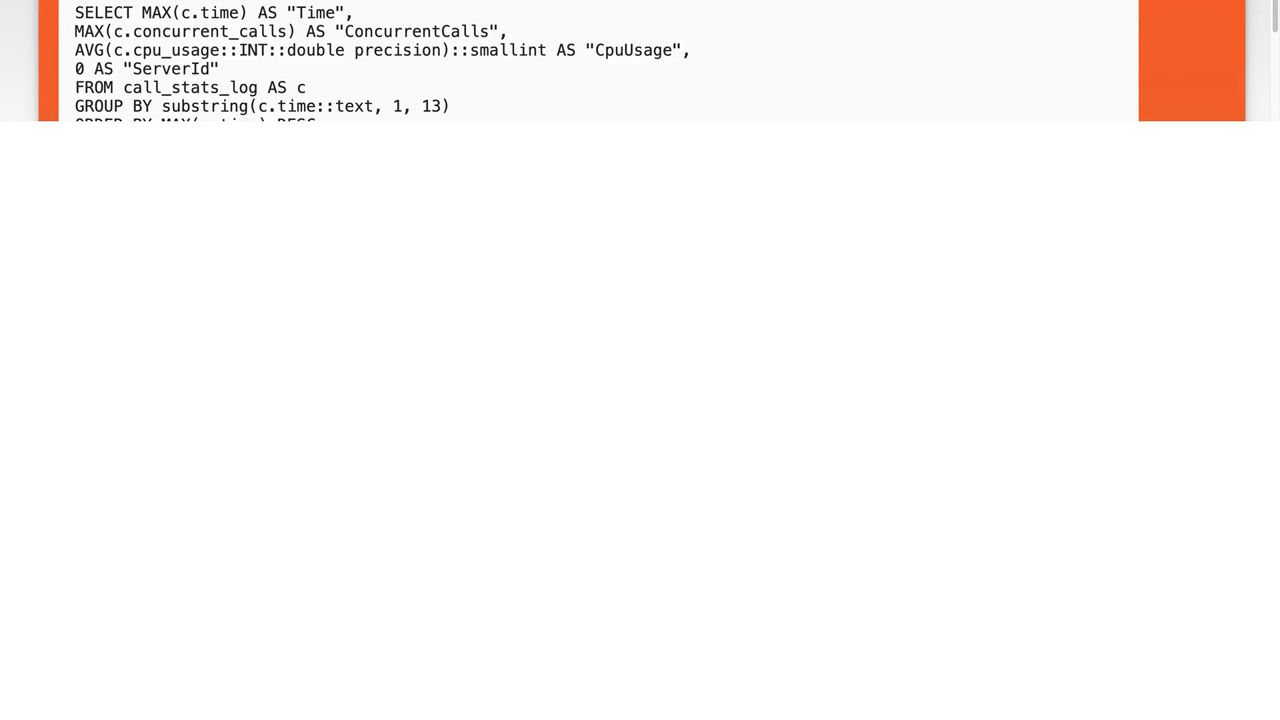 SELECT MAX(c.time) AS "Time",
MAX(c.concurrent_calls) AS "ConcurrentCalls",
AVG(c.cpu_usage::INT::double precision)::smallint AS "CpuUsage",
0 AS "ServerId"
FROM call_stats_log AS c
GROUP BY substring(c.time::text, 1, 13)